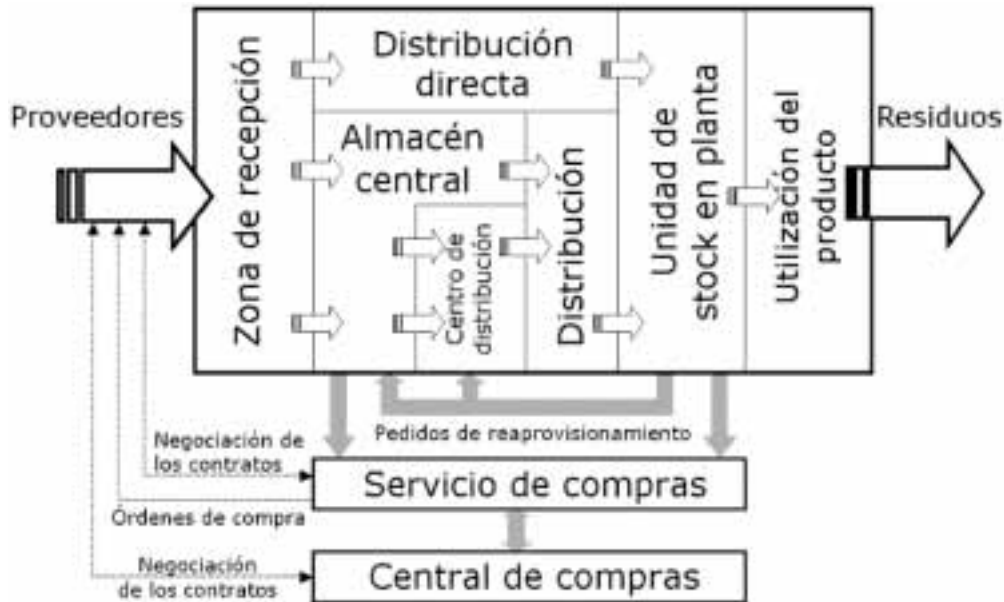 Proveedores
Zona de recepción
Distribución
directa
Almacén
central
Centro de
distribución
Distribución
Unidad de
stock en planta
Utilización del
producto
Residuos
Pedidos de reaprovisionamiento
Negociación de
los contratos
Servicio de compras
Órdenes de compra
Negociación
de los contratos
Central de compras